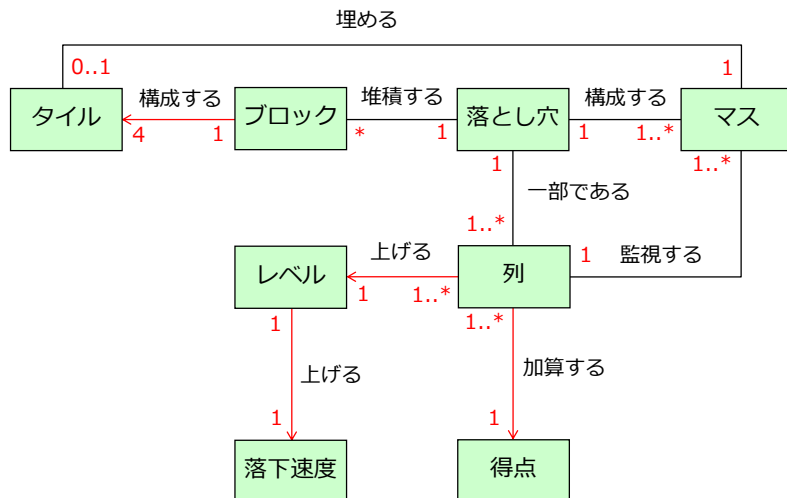 埋める
0..1
1
タイル
構成する
ブロック
堆積する
落とし穴
構成する
マス
4
1
*
1
1
1..*
1
1..*
一部である
1..*
レベル
上げる
列
1
監視する
1
1..*
1
1..*
上げる
加算する
1
1
落下速度
得点